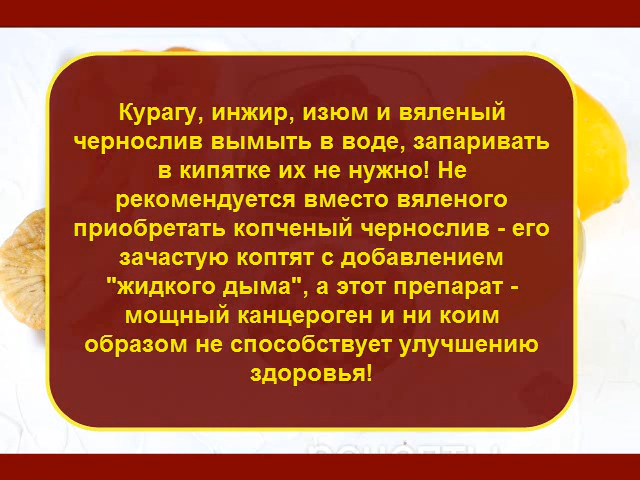 Курагу, инжир, изюм и вяленый
чернослив вымыть в воде, запаривать
в кипятке их не нужно! Не
рекомендуется вместо вяленого
приобретать копченый чернослив - его
зачастую коптят с добавлением
"жидкого дыма", а этот препарат -
мощный канцероген и ни коим
образом не способствует улучшению
здоровья!